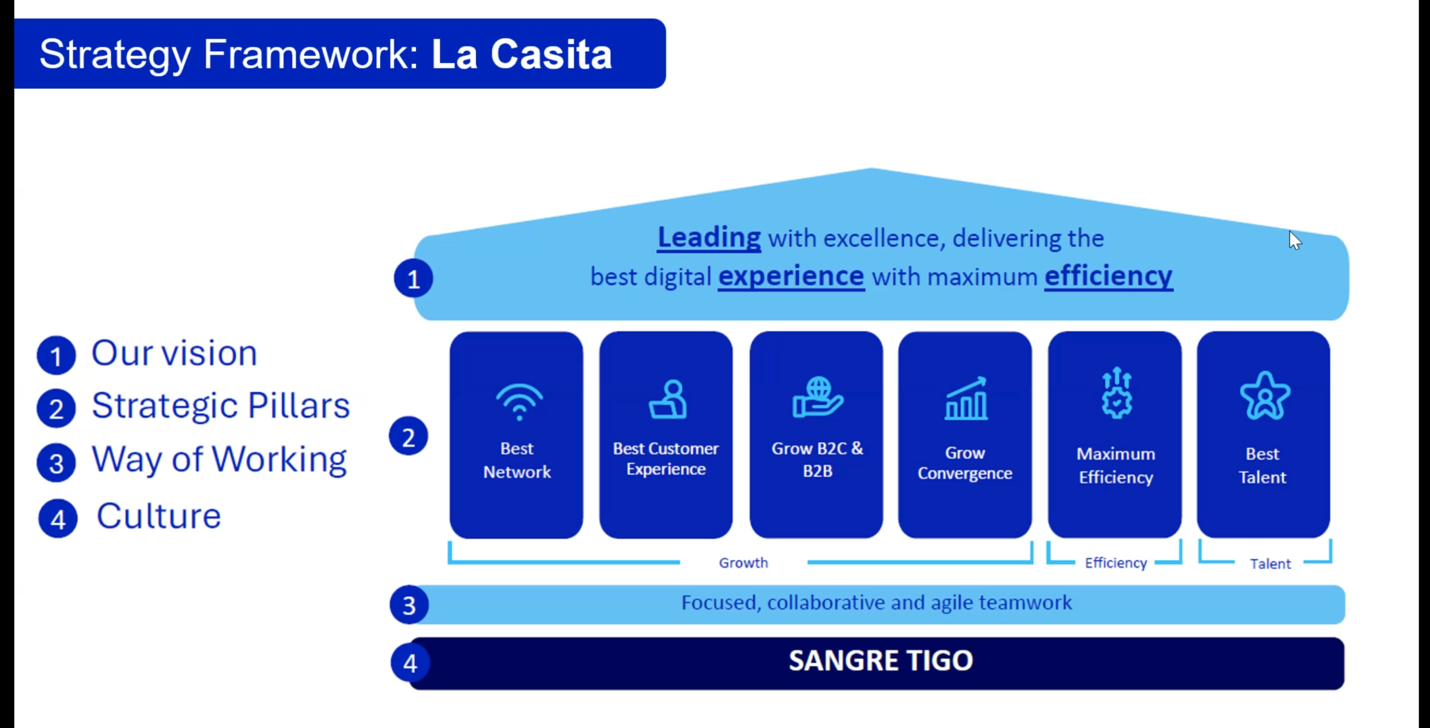 Strategy Framework: La Casita
Leading with excellence, delivering the
best digital experience with maximum efficiency
1
1 Our vision
2 Strategic Pillars
3 Way of Working
4 Culture
2
Best
Network
Best Customer
Experience
Grow B2C &
B2B
Grow
Convergence
Maximum
Efficiency
Best
Talent
Growth
Efficiency
Talent
3
Focused, collaborative and agile teamwork
4
SANGRE TIGO